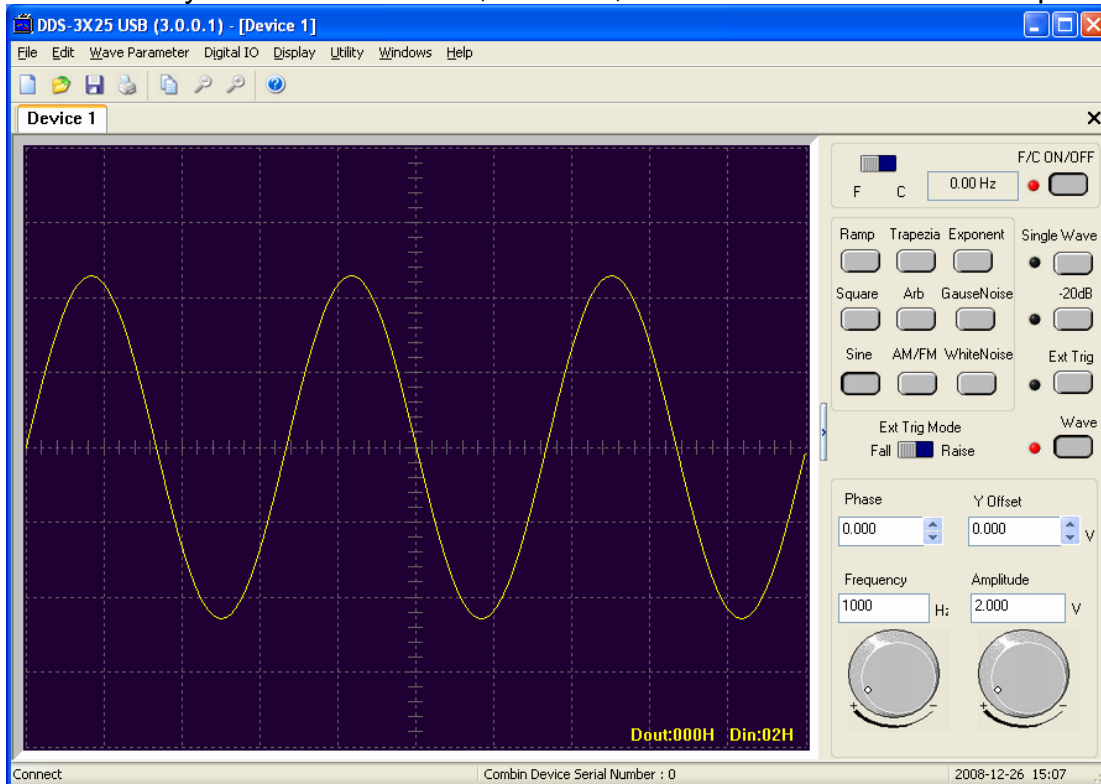 DDS-3X25 USB (3.0.0.1) - [Device 1]
File Edit Wave Parameter Digital IO Display Utility Windows Help
Device 1
F/C ON/OFF
F C 0.00 Hz
Ramp Trapezia Exponent Single Wave
Square Arb GauseNoise -20dB
Sine AM/FM WhiteNoise Ext Trig
Ext Trig Mode Wave
Fall Raise
Phase Y Offset
0.000 0.000 V
Frequency Amplitude
1000 Hz 2.000 V
+ - + -
Dout:000H Din:02H
Connect Combin Device Serial Number : 0 2008-12-26 15:07